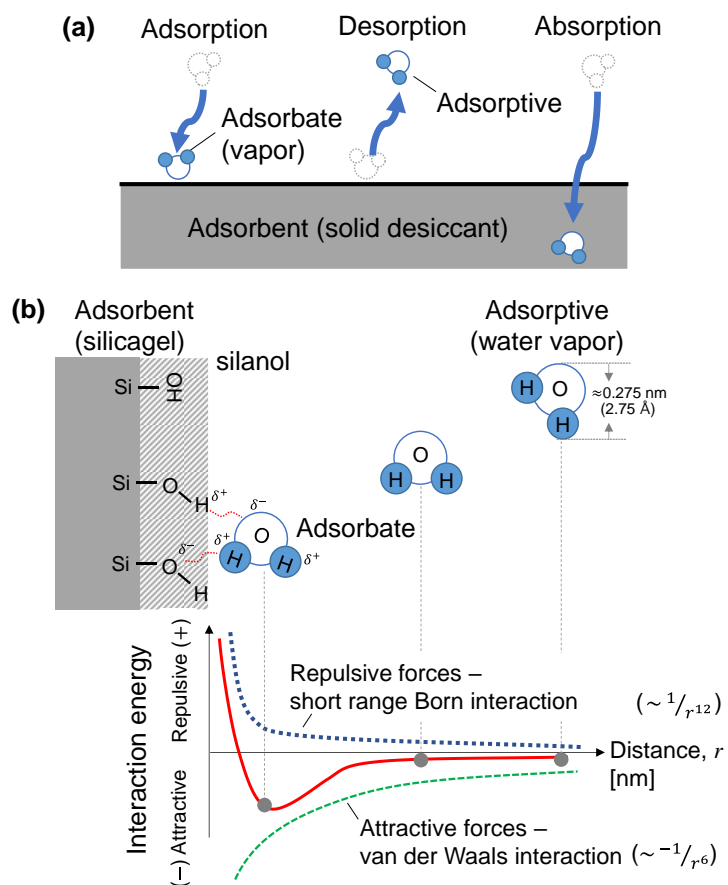 (a)
Adsorption
Desorption
Absorption
Adsorbate
(vapor)
Adsorptive
Adsorbent (solid desiccant)
(b)
Adsorbent
(silicagel)
silanol
Adsorptive
(water vapor)
Si
OH
H
O
H
≈0.275 nm
(2.75 Å)
O
H
H
Si
O
H
δ+
δ−
Adsorbate
O
H
H
δ+
δ+
Si
O
δ−
H
Interaction energy
(−) Attractive
Repulsive (+)
Repulsive forces –
short range Born interaction
(~ 1/r12)
Distance, r
[nm]
Attractive forces –
van der Waals interaction
(~ −1/r6)